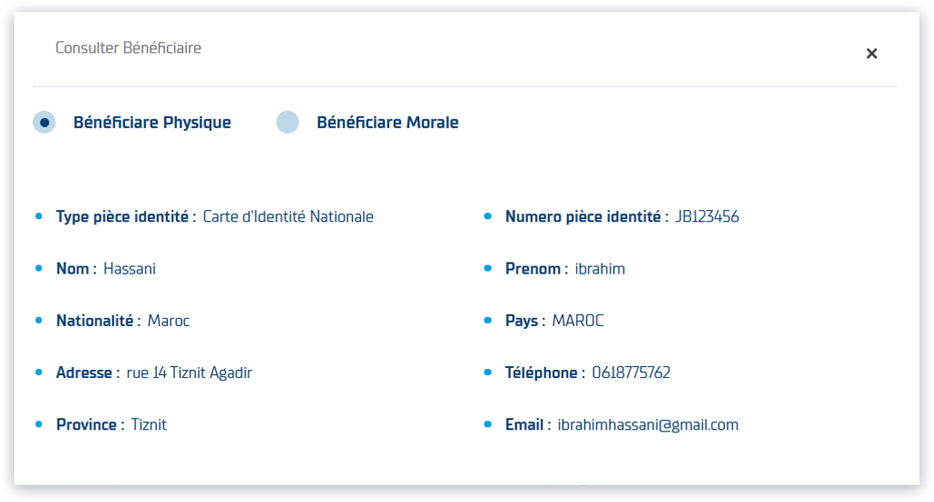 Consulter Bénéficiaire
×
Bénéficiare Physique Bénéficiare Morale
Type pièce identité : Carte d'Identité Nationale Numero pièce identité : JB123456
Nom : Hassani Prenom : ibrahim
Nationalité : Maroc Pays : MAROC
Adresse : rue 14 Tiznit Agadir Téléphone : 0618775762
Province : Tiznit Email : ibrahimhassani@gmail.com